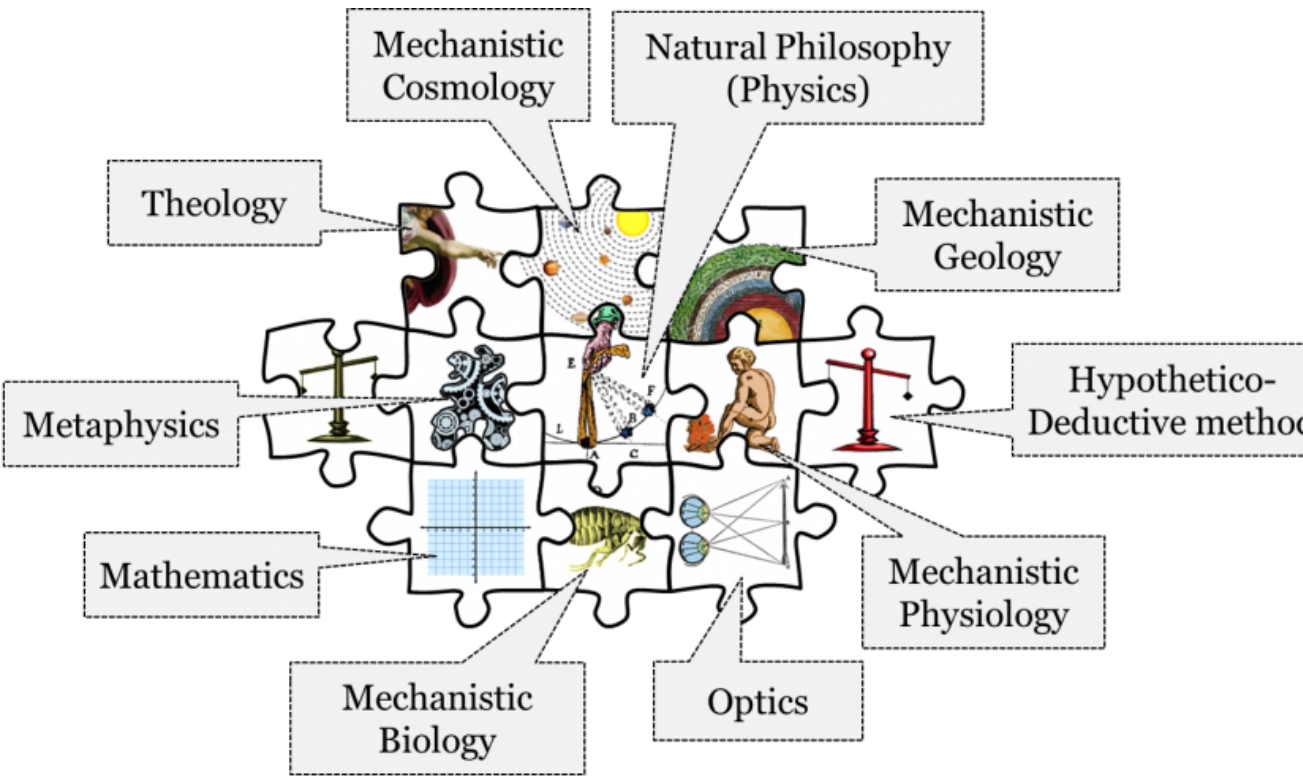 Mechanistic
Cosmology
Natural Philosophy
(Physics)
Theology
Mechanistic
Geology
Metaphysics
Hypothetico-
Deductive metho
E
F
B
L
A
C
Mathematics
Mechanistic
Physiology
Mechanistic
Biology
Optics